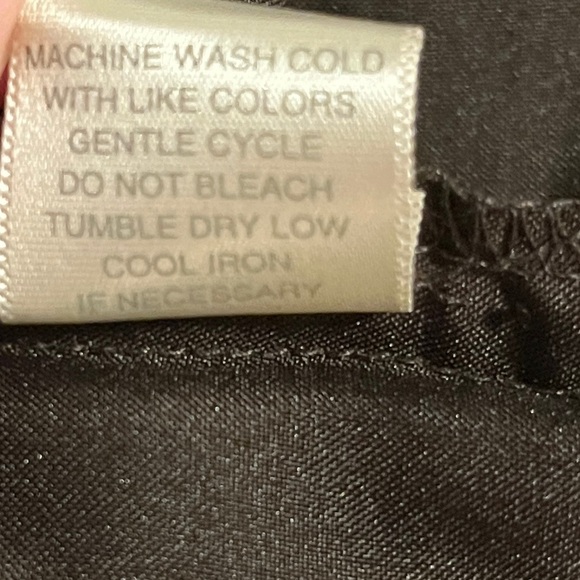 MACHINE WASH COLD
WITH LIKE COLORS
GENTLE CYCLE
DO NOT BLEACH
TUMBLE DRY LOW
COOL IRON
IF NECESSARY